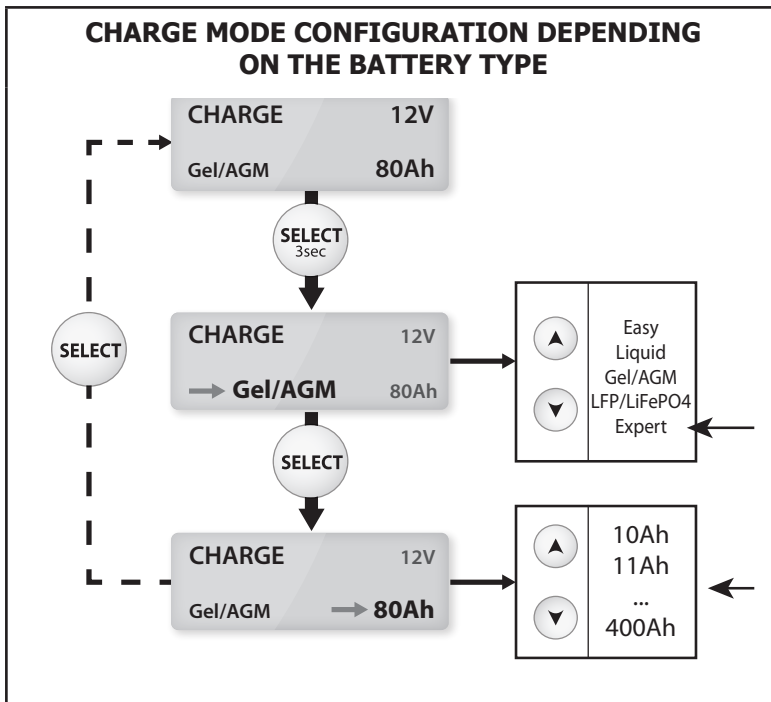 CHARGE MODE CONFIGURATION DEPENDING
ON THE BATTERY TYPE
CHARGE 12V
Gel/AGM 80Ah
SELECT
3sec
CHARGE 12V
Gel/AGM 80Ah
Easy
Liquid
Gel/AGM
LFP/LiFePO4
Expert
SELECT
SELECT
CHARGE 12V
Gel/AGM 80Ah
10Ah
11Ah
...
400Ah